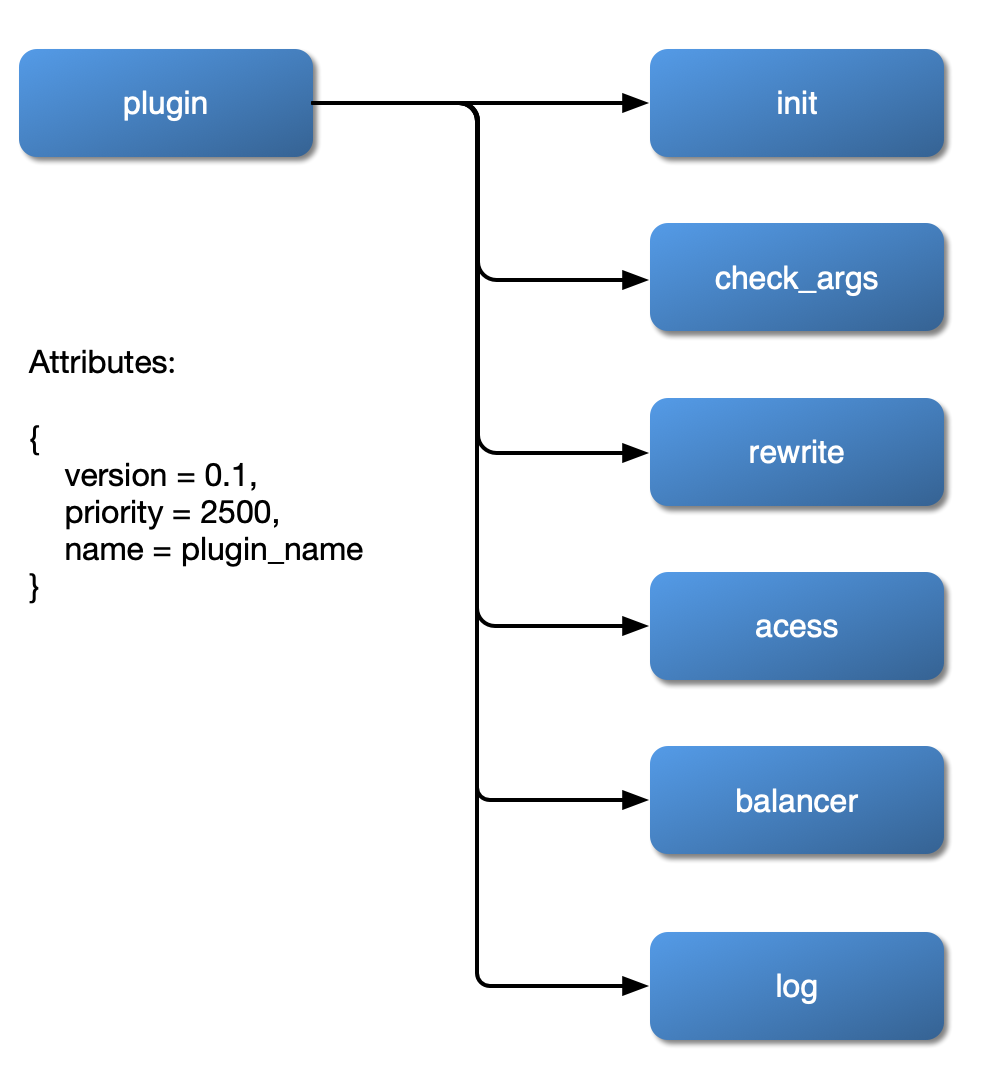 plugin
init
check_args
Attributes:
{
version = 0.1,
priority = 2500,
name = plugin_name
}
rewrite
acess
balancer
log